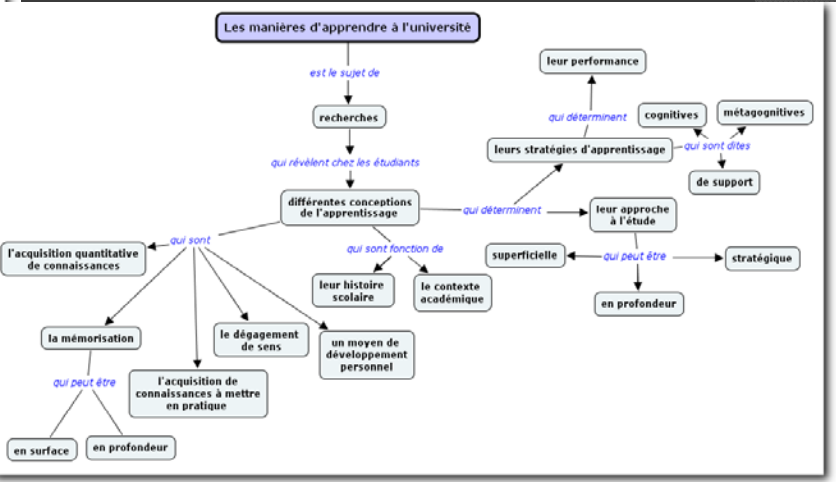 Les manières d'apprendre à l'université
est le sujet de
recherches
qui révèlent chez les étudiants
différentes conceptions
de l'apprentissage
qui déterminent
leurs stratégies d'apprentissage
qui déterminent
leur performance
qui sont dites
cognitives
métagognitives
de support
leur approche
à l'étude
qui peut être
superficielle
stratégique
en profondeur
qui sont fonction de
leur histoire
scolaire
le contexte
académique
qui sont
l'acquisition quantitative
de connaissances
la mémorisation
qui peut être
en surface
en profondeur
l'acquisition de
connaissances à mettre
en pratique
le dégagement
de sens
un moyen de
développement
personnel